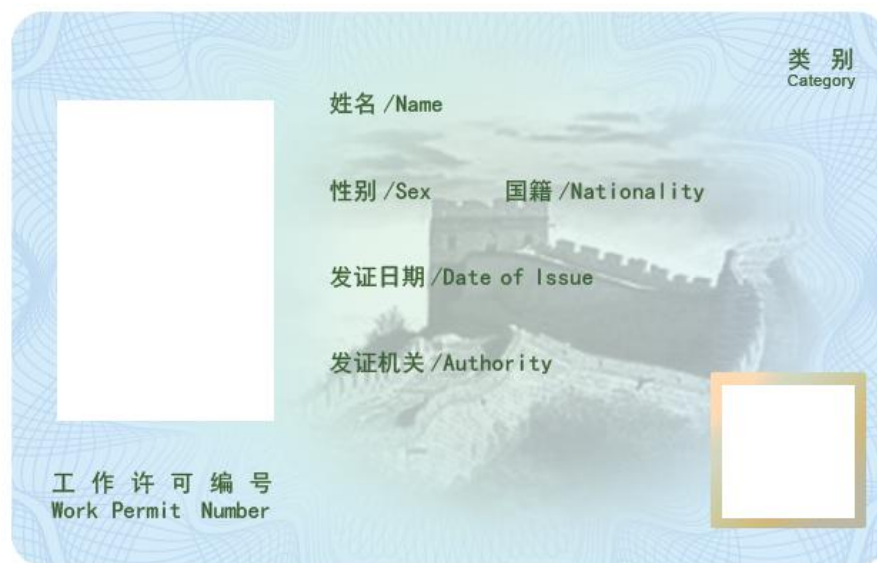 类 别
Category
姓名 /Name
性别 /Sex 国籍 /Nationality
发证日期 /Date of Issue
发证机关 /Authority
工 作 许 可 编 号
Work Permit Number